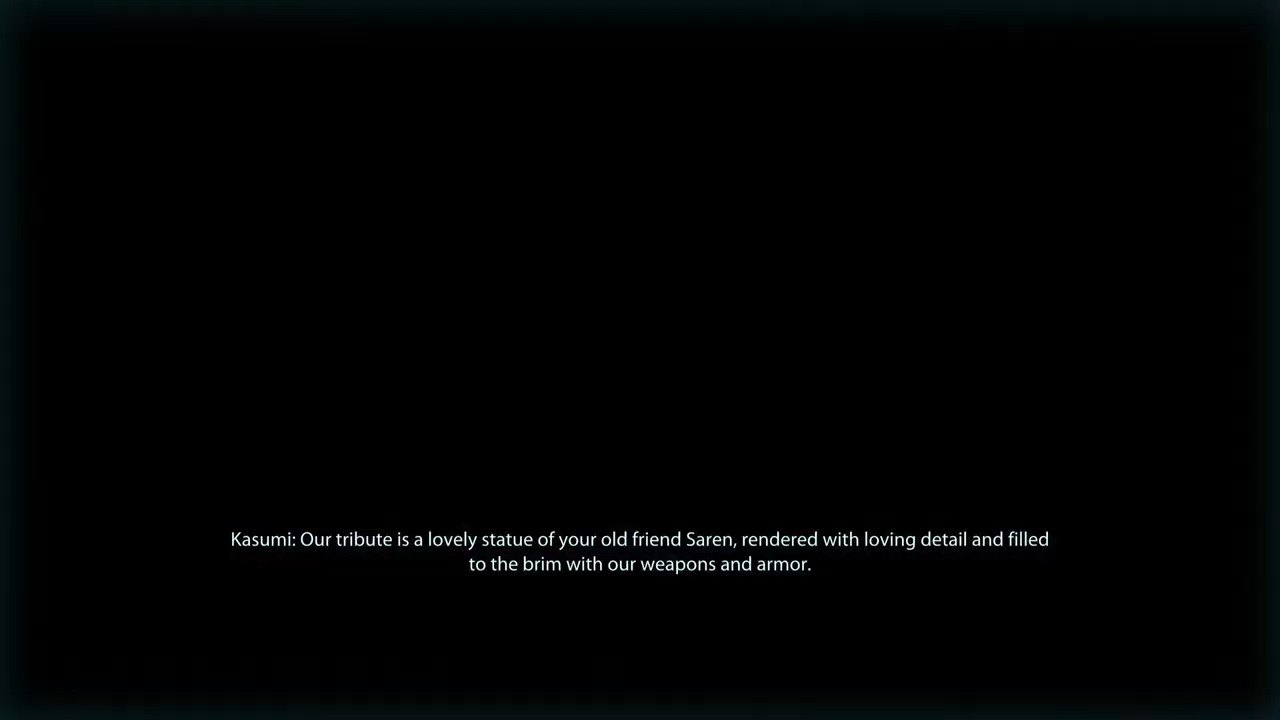 Kasumi: Our tribute is a lovely statue of your old friend Saren, rendered with loving detail and filled
to the brim with our weapons and armor.